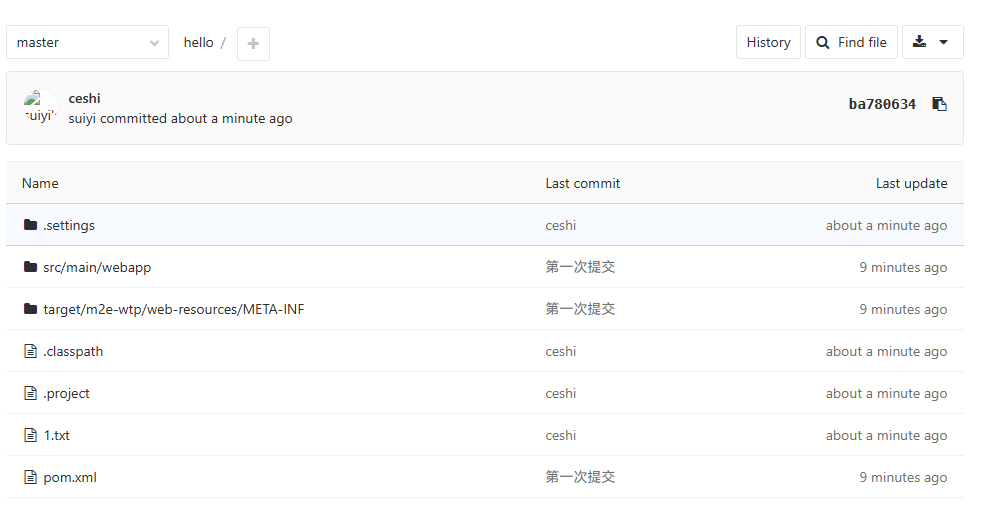 master hello / History Find file
ceshi
suiyi committed about a minute ago ba780634
suiyi'
Name Last commit Last update
.settings ceshi about a minute ago
src/main/webapp 第一次提交 9 minutes ago
target/m2e-wtp/web-resources/META-INF 第一次提交 9 minutes ago
.classpath ceshi about a minute ago
.project ceshi about a minute ago
1.txt ceshi about a minute ago
pom.xml 第一次提交 9 minutes ago